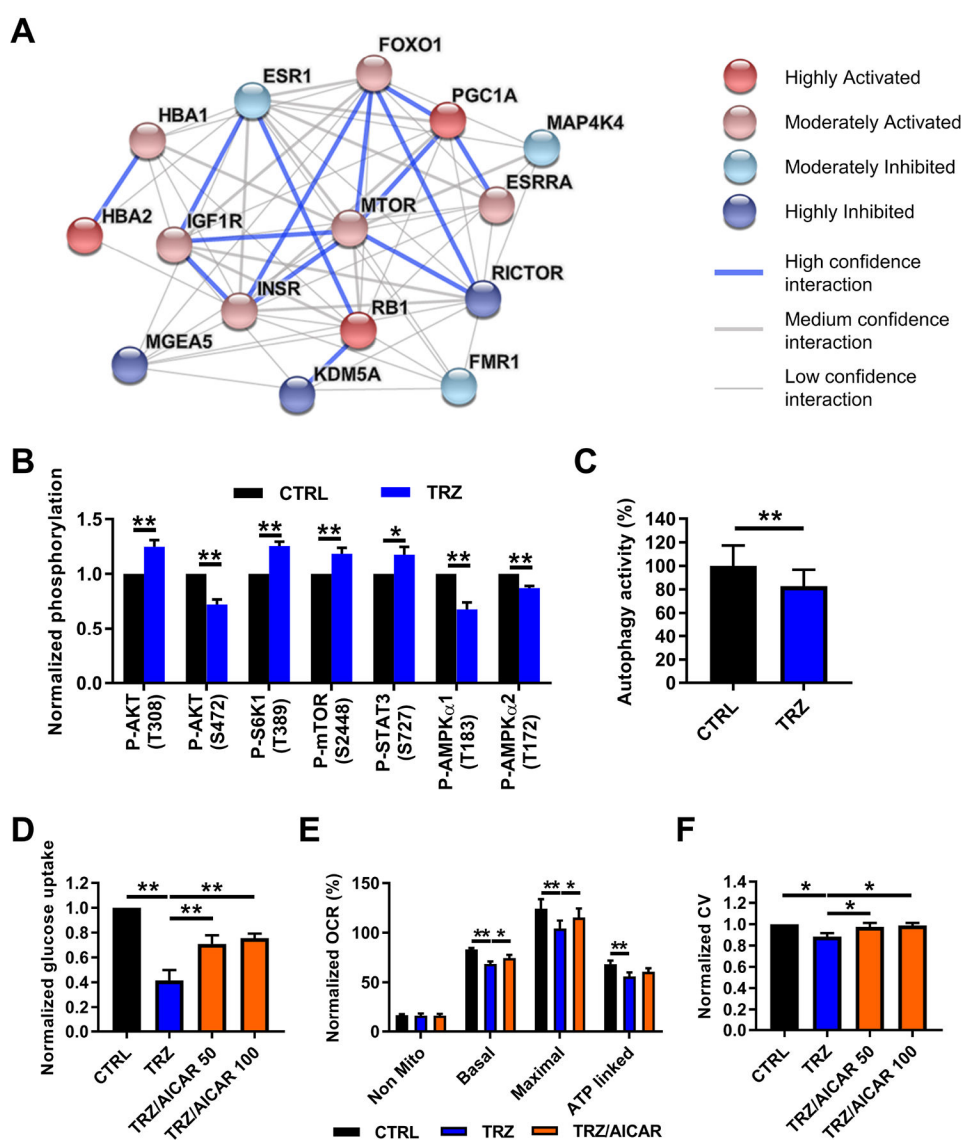 A
FOXO1
ESR1
PGC1A
HBA1
MAP4K4
ESRRA
HBA2
IGF1R
MTOR
RICTOR
INSR
RB1
MGEA5
KDM5A
FMR1
Highly Activated
Moderately Activated
Moderately Inhibited
Highly Inhibited
High confidence
interaction
Medium confidence
interaction
Low confidence
interaction
B
CTRL
TRZ
Normalized phosphorylation
1.5
1.0
0.5
0.0
**
**
**
**
*
**
**
P-AKT
(T308)
P-AKT
(S472)
P-S6K1
(T389)
P-mTOR
(S2448)
P-STAT3
(S727)
P-AMPKα1
(T183)
P-AMPKα2
(T172)
C
Autophagy activity (%)
140
120
100
80
60
40
20
0
**
CTRL
TRZ
D
Normalized glucose uptake
1.2
1.0
0.8
0.6
0.4
0.2
0.0
**
**
**
CTRL
TRZ
TRZ/AICAR 50
TRZ/AICAR 100
E
Normalized OCR (%)
150
100
50
0
**
*
**
*
**
Non Mito
Basal
Maximal
ATP linked
CTRL
TRZ
TRZ/AICAR
F
Normalized CV
1.4
1.2
1.0
0.8
0.6
0.4
0.2
0.0
*
*
*
CTRL
TRZ
TRZ/AICAR 50
TRZ/AICAR 100